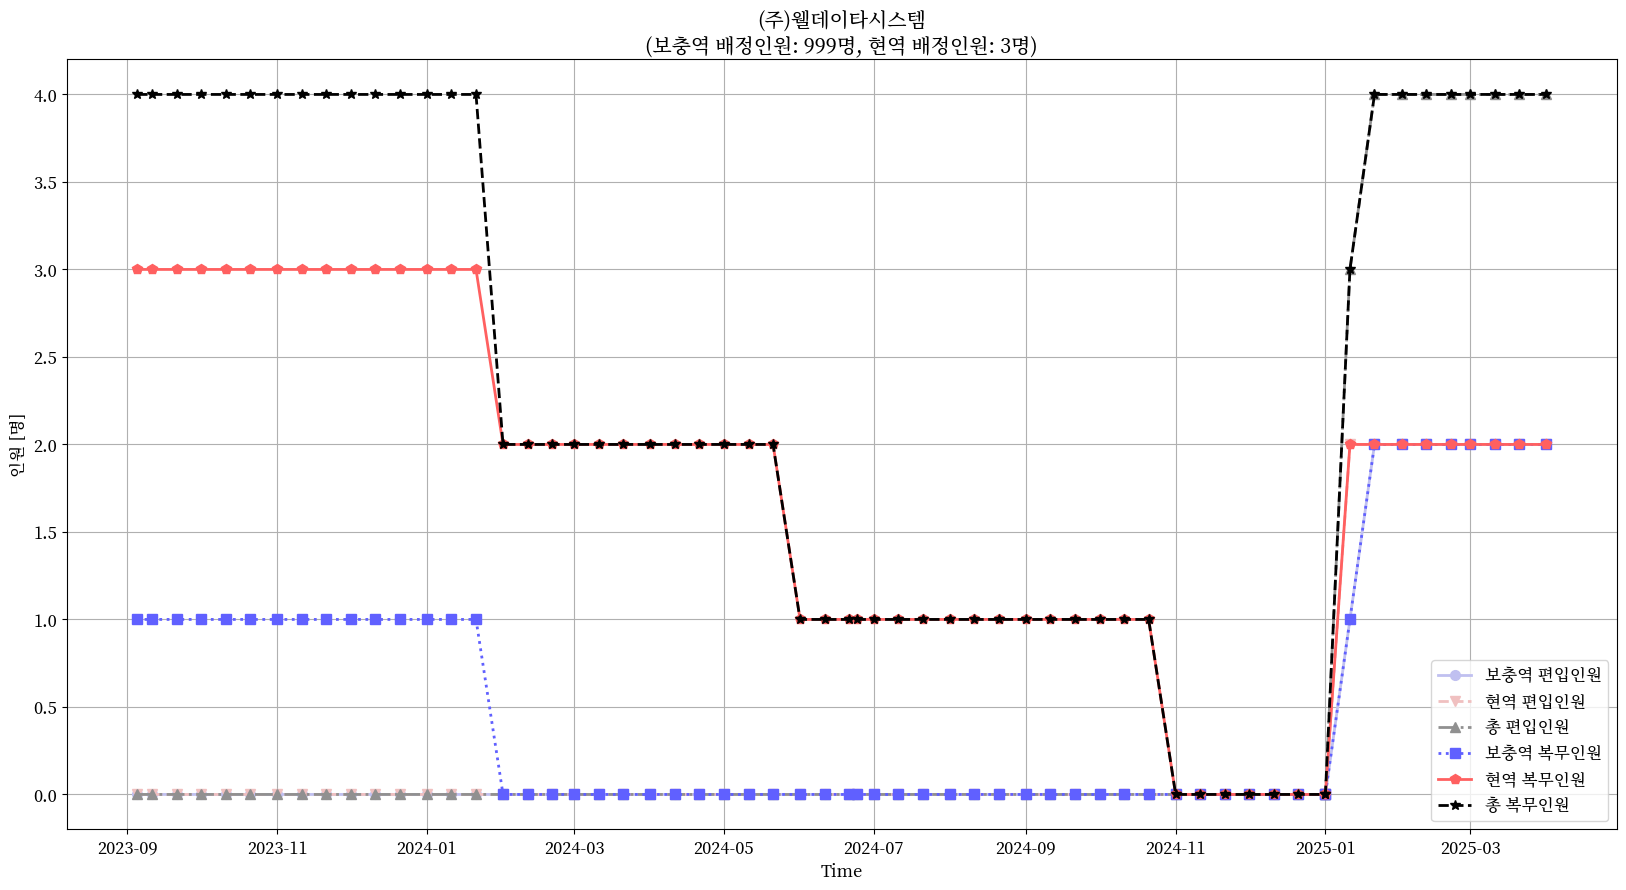 (주)웰데이타시스템
(보충역 배정인원: 999명, 현역 배정인원: 3명)
인원 [명]
4.0
3.5
3.0
2.5
2.0
1.5
1.0
0.5
0.0
보충역 편입인원
현역 편입인원
총 편입인원
보충역 복무인원
현역 복무인원
총 복무인원
2023-09 2023-11 2024-01 2024-03 2024-05 2024-07 2024-09 2024-11 2025-01 2025-03
Time